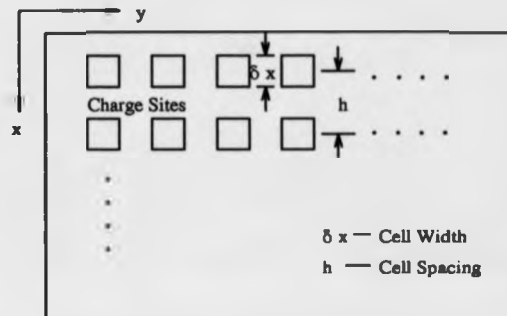 y
x
δ x
Charge Sites
h
δ x — Cell Width
h — Cell Spacing